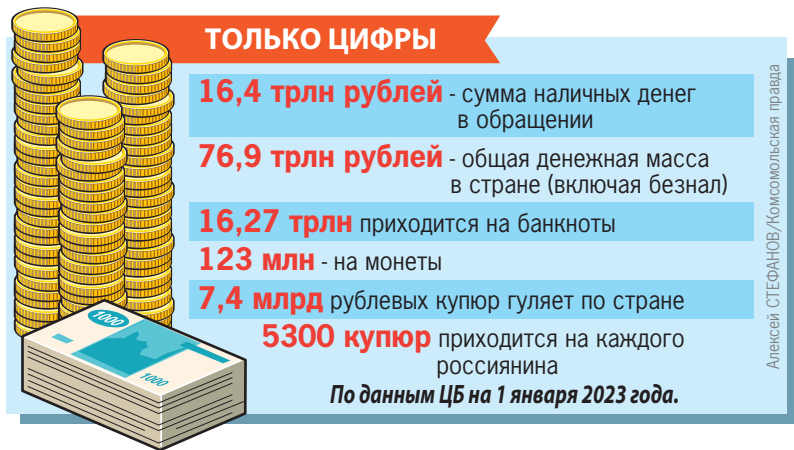 ТОЛЬКО ЦИФРЫ
16,4 трлн рублей - сумма наличных денег
в обращении
76,9 трлн рублей - общая денежная масса
в стране (включая безнал)
16,27 трлн приходится на банкноты
123 млн - на монеты
7,4 млрд рублевых купюр гуляет по стране
5300 купюр приходится на каждого
россиянина
По данным ЦБ на 1 января 2023 года.
Алексей СТЕФАНОВ/Комсомольская правда
1000
1000